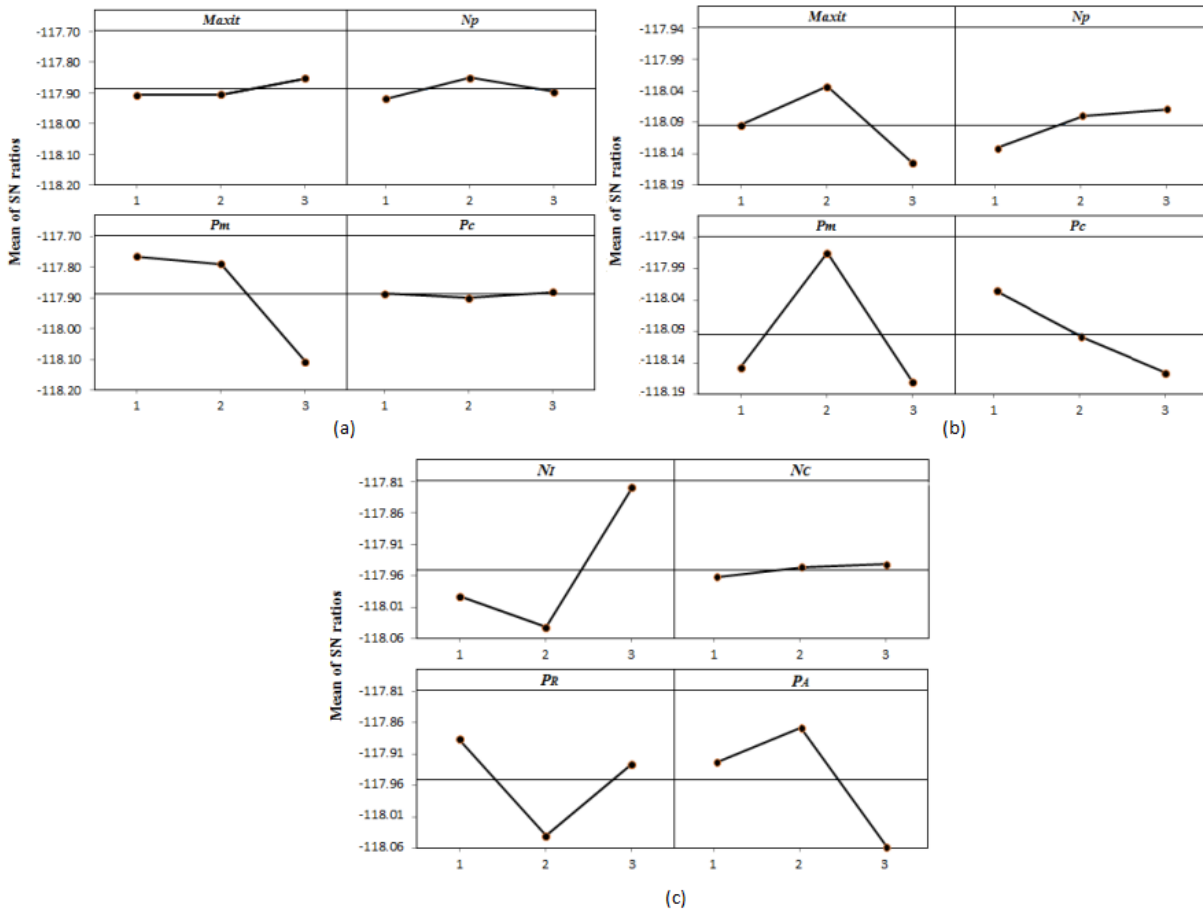 Maxit Np
-117.70
-117.80
-117.90
-118.00
-118.10
-118.20
1 2 3 1 2 3
Pm Pc
-117.70
-117.80
-117.90
-118.00
-118.10
-118.20
1 2 3 1 2 3
Mean of SN ratios
(a)
Maxit Np
-117.94
-117.99
-118.04
-118.09
-118.14
-118.19
1 2 3 1 2 3
Pm Pc
-117.94
-117.99
-118.04
-118.09
-118.14
-118.19
1 2 3 1 2 3
Mean of SN ratios
(b)
NI NC
-117.81
-117.86
-117.91
-117.96
-118.01
-118.06
1 2 3 1 2 3
PR PA
-117.81
-117.86
-117.91
-117.96
-118.01
-118.06
1 2 3 1 2 3
Mean of SN ratios
(c)